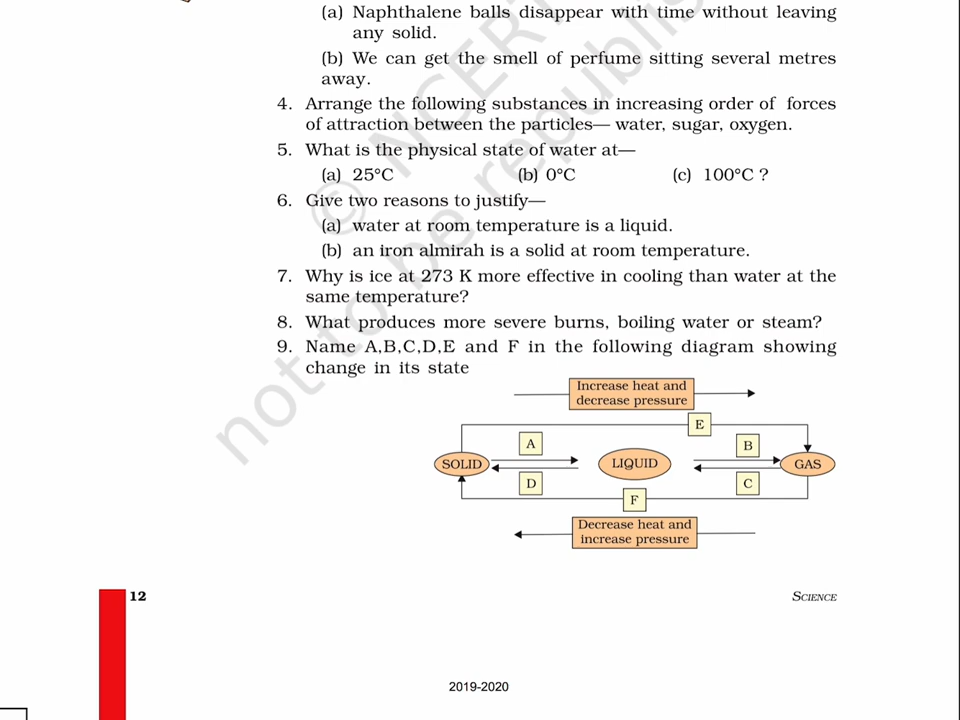 (a) Naphthalene balls disappear with time without leaving
any solid.
(b) We can get the smell of perfume sitting several metres
away.
4. Arrange the following substances in increasing order of forces
of attraction between the particles— water, sugar, oxygen.
5. What is the physical state of water at—
(a) 25°C (b) 0°C (c) 100°C ?
6. Give two reasons to justify—
(a) water at room temperature is a liquid.
(b) an iron almirah is a solid at room temperature.
7. Why is ice at 273 K more effective in cooling than water at the
same temperature?
8. What produces more severe burns, boiling water or steam?
9. Name A,B,C,D,E and F in the following diagram showing
change in its state
Increase heat and
decrease pressure
E
A
B
SOLID
LIQUID
GAS
D
C
F
Decrease heat and
increase pressure
12
SCIENCE
2019-2020
© NCERT
not to be republis